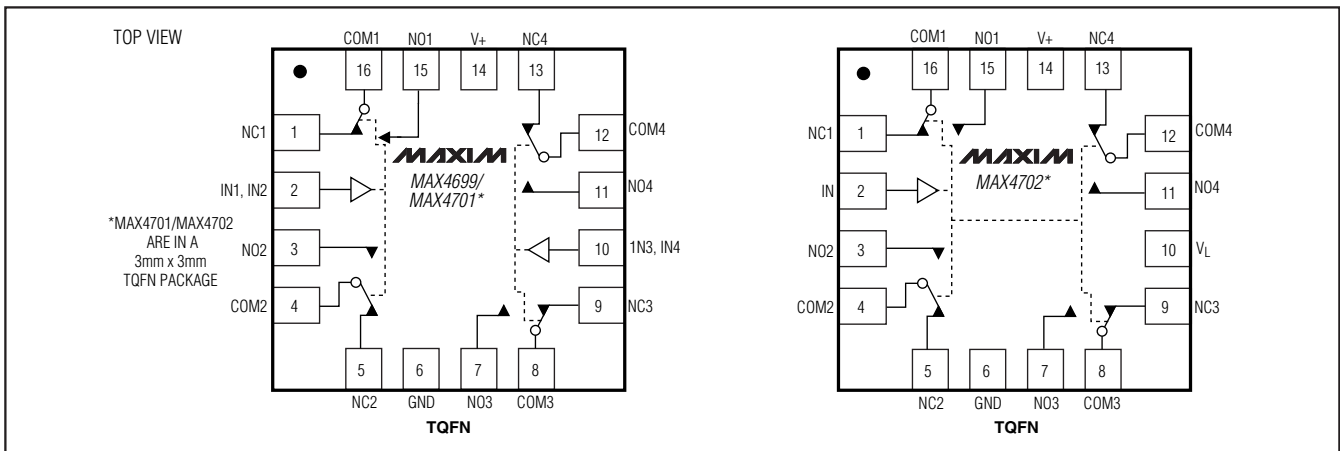 TOP VIEW
COM1 NO1 V+ NC4
16 15 14 13
NC1 1
12 COM4
MAXIM
MAX4699/
MAX4701*
IN1, IN2 2
11 NO4
*MAX4701/MAX4702
ARE IN A
3mm x 3mm
TQFN PACKAGE
NO2 3
10 1N3, IN4
COM2 4
9 NC3
5 6 7 8
NC2 GND NO3 COM3
TQFN
COM1 NO1 V+ NC4
16 15 14 13
NC1 1
12 COM4
MAXIM
MAX4702*
IN 2
11 NO4
NO2 3
10 VL
COM2 4
9 NC3
5 6 7 8
NC2 GND NO3 COM3
TQFN